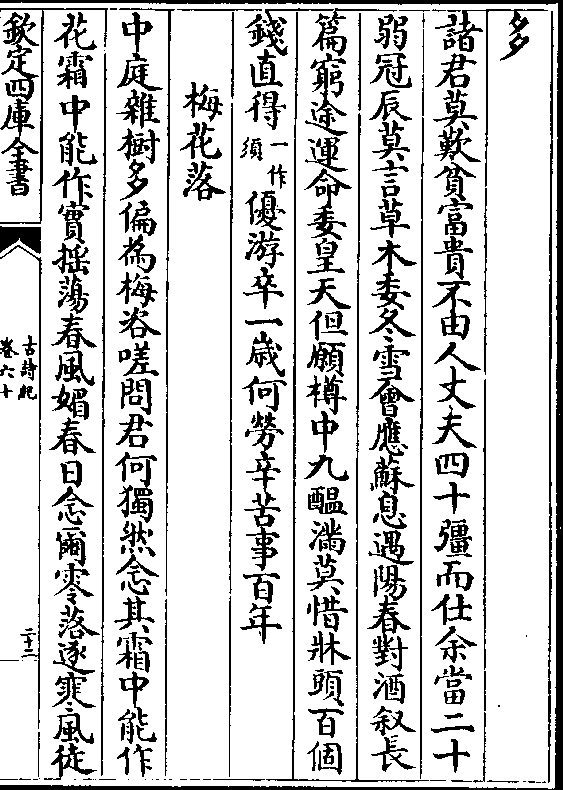 多
諸君莫歎貧富貴不由人丈夫四十彊而仕余當二十
弱冠辰莫言草木委冬雪會應蘇息遇陽春對酒叙長
篇窮途運命委皇天但願樽中九醖滿莫惜牀頭百個
錢直得一作須優游卒一嵗何勞辛苦事百年
梅花落
中庭雜樹多偏為梅咨嗟問君何獨然念其霜中能作
花霜中能作實揺蕩春風媚春日念爾零落逐寒風徒
欽定四庫全書
古詩紀
卷六十
二十二